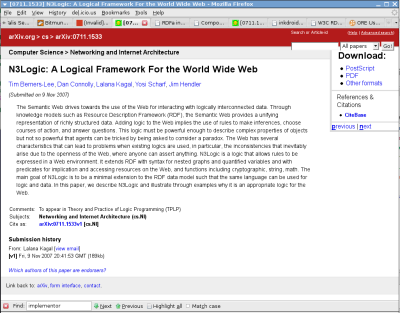 [0711.1533] N3Logic: A Logical Framework For the World Wide Web - Mozilla Firefox
File Edit View History del.icio.us Bookmarks Tools Help
alis Se Bitmun [Invalid] [07 RDFa in Compo [0711.1 inkdroid W3C RD ORE Us
arXiv.org > cs > arXiv:0711.1533
Search or Article-id (Help | Advanced search)
All papers Go!
Computer Science > Networking and Internet Architecture
N3Logic: A Logical Framework For the World Wide Web
Tim Berners-Lee, Dan Connolly, Lalana Kagal, Yosi Scharf, Jim Hendler
(Submitted on 9 Nov 2007)
The Semantic Web drives towards the use of the Web for interacting with logically interconnected data. Through
knowledge models such as Resource Description Framework (RDF), the Semantic Web provides a unifying
representation of richly structured data. Adding logic to the Web implies the use of rules to make inferences, choose
courses of action, and answer questions. This logic must be powerful enough to describe complex properties of objects
but not so powerful that agents can be tricked by being asked to consider a paradox. The Web has several
characteristics that can lead to problems when existing logics are used, in particular, the inconsistencies that inevitably
arise due to the openness of the Web, where anyone can assert anything. N3Logic is a logic that allows rules to be
expressed in a Web environment. It extends RDF with syntax for nested graphs and quantified variables and with
predicates for implication and accessing resources on the Web, and functions including cryptographic, string, math. The
main goal of N3Logic is to be a minimal extension to the RDF data model such that the same language can be used for
logic and data. In this paper, we describe N3Logic and illustrate through examples why it is an appropriate logic for the
Web.
Comments: To appear in Theory and Practice of Logic Programming (TPLP)
Subjects: Networking and Internet Architecture (cs.NI)
Cite as: arXiv:0711.1533v1 [cs.NI]
Submission history
From: Lalana Kagal [view email]
[v1] Fri, 9 Nov 2007 20:41:53 GMT (169kb)
Which authors of this paper are endorsers?
Link back to: arXiv, form interface, contact.
Download:
PostScript
PDF
Other formats
References &
Citations
CiteBase
previous | next
Find: implementor Next Previous Highlight all Match case